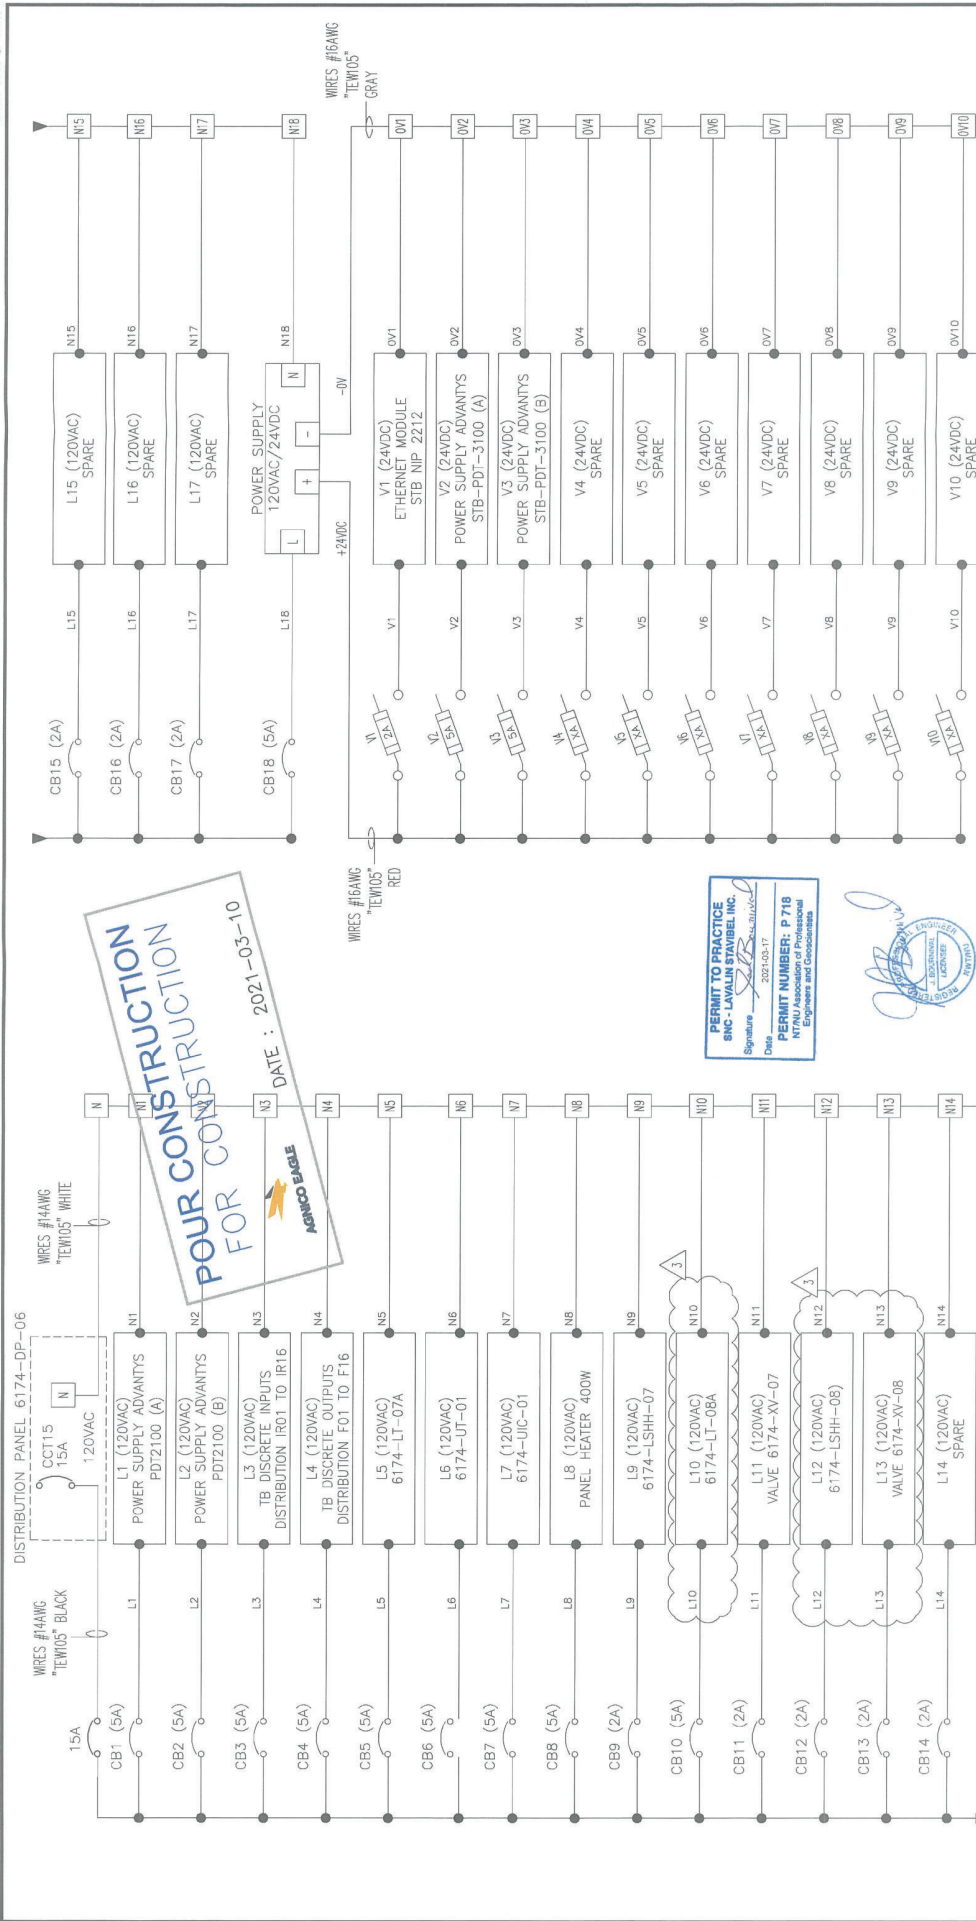 DISTRIBUTION PANEL 6174-DP-06
CCT15
15A
120VAC
N
WIRES #14AWG
"TEW105" BLACK
WIRES #14AWG
"TEW105" WHITE
15A
N
CB1 (5A)
L1
L1 (120VAC)
POWER SUPPLY ADVANTYS
PDT2100 (A)
N1
N1
CB2 (5A)
L2
L2 (120VAC)
POWER SUPPLY ADVANTYS
PDT2100 (B)
N2
N2
CB3 (5A)
L3
L3 (120VAC)
TB DISCRETE INPUTS
DISTRIBUTION IR01 TO IR16
N3
N3
CB4 (5A)
L4
L4 (120VAC)
TB DISCRETE OUTPUTS
DISTRIBUTION F01 TO F16
N4
N4
CB5 (5A)
L5
L5 (120VAC)
6174-LT-07A
N5
N5
CB6 (5A)
L6
L6 (120VAC)
6174-UT-01
N6
N6
CB7 (5A)
L7
L7 (120VAC)
6174-UIC-01
N7
N7
CB8 (5A)
L8
L8 (120VAC)
PANEL HEATER 400W
N8
N8
CB9 (2A)
L9
L9 (120VAC)
6174-LSHH-07
N9
N9
CB10 (5A)
L10
L10 (120VAC)
6174-LT-08A
N10
3
N10
CB11 (2A)
L11
L11 (120VAC)
VALVE 6174-XV-07
N11
N11
CB12 (2A)
L12
L12 (120VAC)
6174-LSHH-08)
N12
3
N12
CB13 (2A)
L13
L13 (120VAC)
VALVE 6174-XV-08
N13
N13
CB14 (2A)
L14
L14 (120VAC)
SPARE
N14
N14
POUR CONSTRUCTION
FOR CONSTRUCTION
DATE : 2021-03-10
AGNICO EAGLE
PERMIT TO PRACTICE
SNC - LAVALIN STAVIBEL INC.
Signature
Date 2021-03-17
PERMIT NUMBER: P 718
NT/NU Association of Professional
Engineers and Geoscientists
REGISTERED PROFESSIONAL ENGINEER
J. BOURNIVAL
LICENSEE
NWT/NU
CB15 (2A)
L15
L15 (120VAC)
SPARE
N15
N15
CB16 (2A)
L16
L16 (120VAC)
SPARE
N16
N16
CB17 (2A)
L17
L17 (120VAC)
SPARE
N17
N17
CB18 (5A)
L18
POWER SUPPLY
120VAC/24VDC
L
N
+
-
N18
N18
+24VDC
-0V
WIRES #16AWG
"TEW105"
RED
WIRES #16AWG
"TEW105"
GRAY
V1
2A
V1
V1 (24VDC)
ETHERNET MODULE
STB NIP 2212
0V1
0V1
V2
5A
V2
V2 (24VDC)
POWER SUPPLY ADVANTYS
STB-PDT-3100 (A)
0V2
0V2
V3
5A
V3
V3 (24VDC)
POWER SUPPLY ADVANTYS
STB-PDT-3100 (B)
0V3
0V3
V4
XA
V4
V4 (24VDC)
SPARE
0V4
0V4
V5
XA
V5
V5 (24VDC)
SPARE
0V5
0V5
V6
XA
V6
V6 (24VDC)
SPARE
0V6
0V6
V7
XA
V7
V7 (24VDC)
SPARE
0V7
0V7
V8
XA
V8
V8 (24VDC)
SPARE
0V8
0V8
V9
XA
V9
V9 (24VDC)
SPARE
0V9
0V9
V10
XA
V10
V10 (24VDC)
SPARE
0V10
0V10